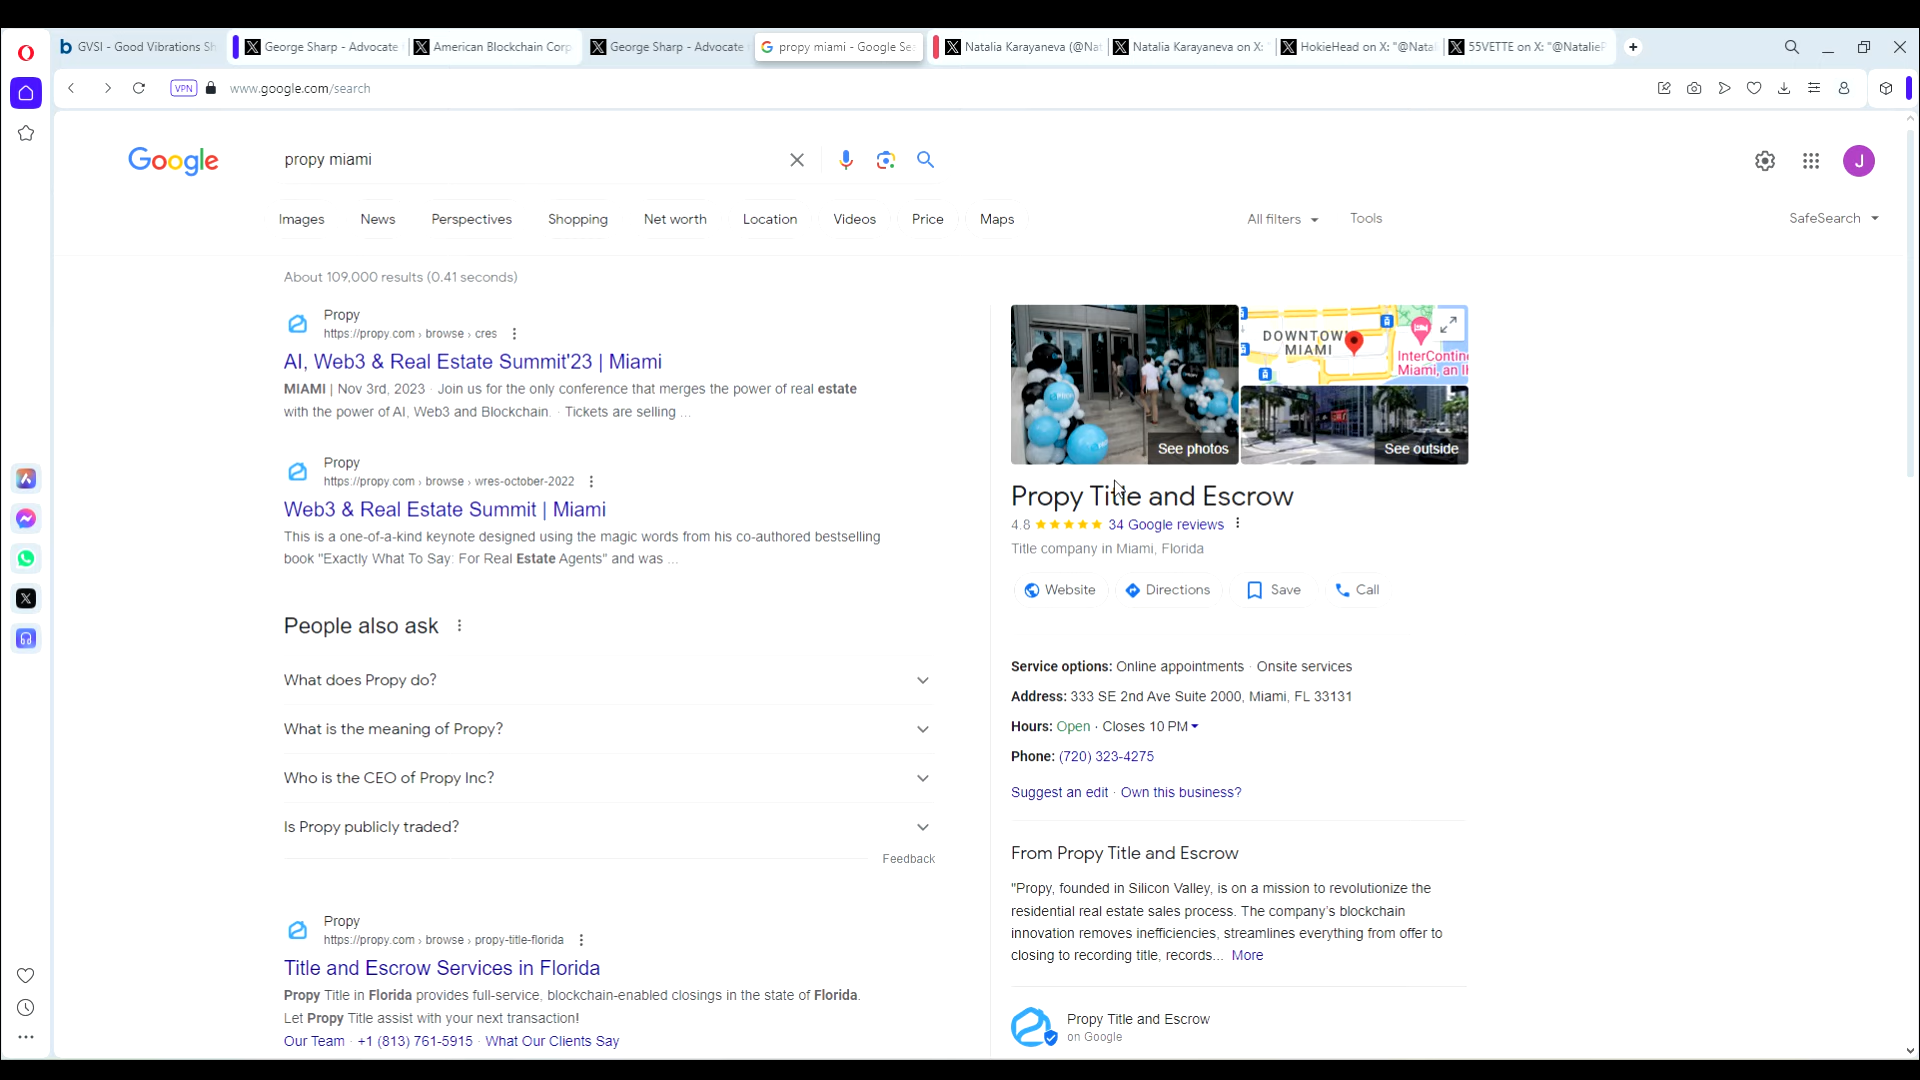 GVSI - Good Vibrations Sh
George Sharp - Advocate
American Blockchain Corp
George Sharp - Advocate
propy miami - Google Sea
Natalia Karayaneva (@Nat
Natalia Karayaneva on X: "
HokieHead on X: "@Natal
55VETTE on X: "@NatalieP
VPN
www.google.com/search
Google
propy miami
J
Images
News
Perspectives
Shopping
Net worth
Location
Videos
Price
Maps
All filters
Tools
SafeSearch
About 109,000 results (0.41 seconds)
Propy
https://propy.com › browse › cres
AI, Web3 & Real Estate Summit'23 | Miami
MIAMI | Nov 3rd, 2023 · Join us for the only conference that merges the power of real estate
with the power of AI, Web3 and Blockchain. · Tickets are selling ...
Propy
https://propy.com › browse › wres-october-2022
Web3 & Real Estate Summit | Miami
This is a one-of-a-kind keynote designed using the magic words from his co-authored bestselling
book "Exactly What To Say: For Real Estate Agents" and was ...
People also ask
What does Propy do?
What is the meaning of Propy?
Who is the CEO of Propy Inc?
Is Propy publicly traded?
Feedback
Propy
https://propy.com › browse › propy-title-florida
Title and Escrow Services in Florida
Propy Title in Florida provides full-service, blockchain-enabled closings in the state of Florida.
Let Propy Title assist with your next transaction!
Our Team · +1 (813) 761-5915 · What Our Clients Say
DOWNTOW
MIAMI
InterContine
Miami, an IH
See photos
See outside
Propy Title and Escrow
4.8 34 Google reviews
Title company in Miami, Florida
Website
Directions
Save
Call
Service options: Online appointments · Onsite services
Address: 333 SE 2nd Ave Suite 2000, Miami, FL 33131
Hours: Open · Closes 10 PM
Phone: (720) 323-4275
Suggest an edit · Own this business?
From Propy Title and Escrow
"Propy, founded in Silicon Valley, is on a mission to revolutionize the
residential real estate sales process. The company's blockchain
innovation removes inefficiencies, streamlines everything from offer to
closing to recording title, records... More
Propy Title and Escrow
on Google